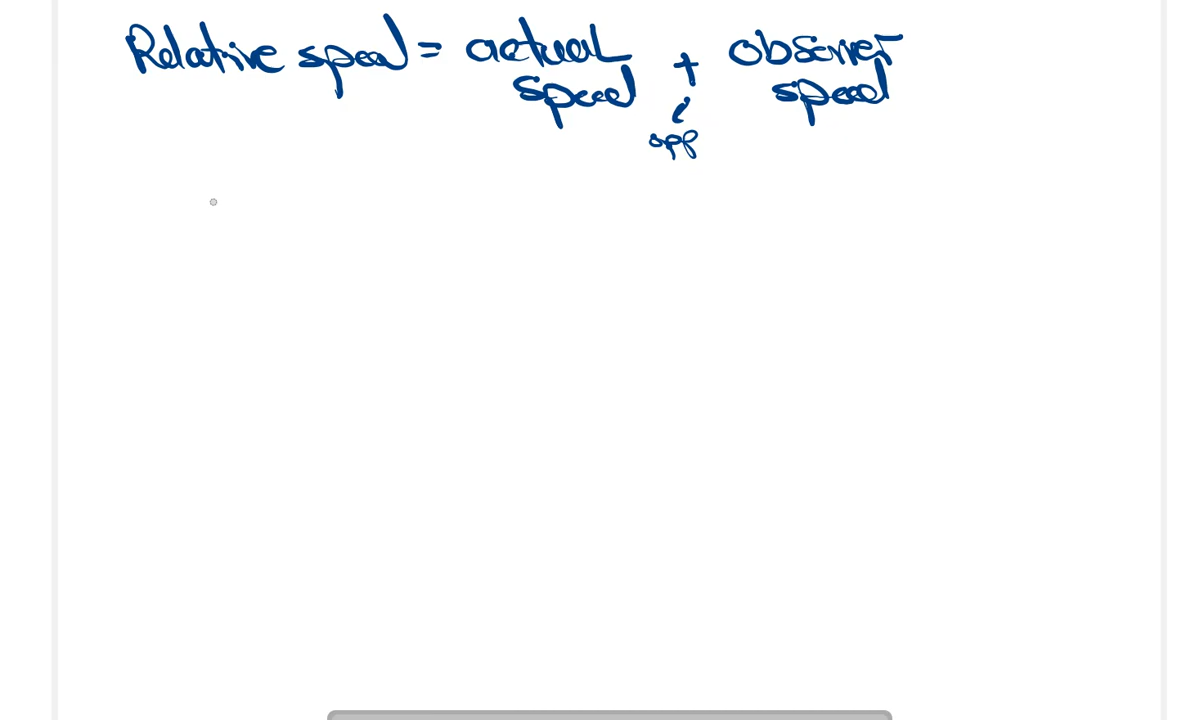 Relative speed = actual + observer
speed speed
opp